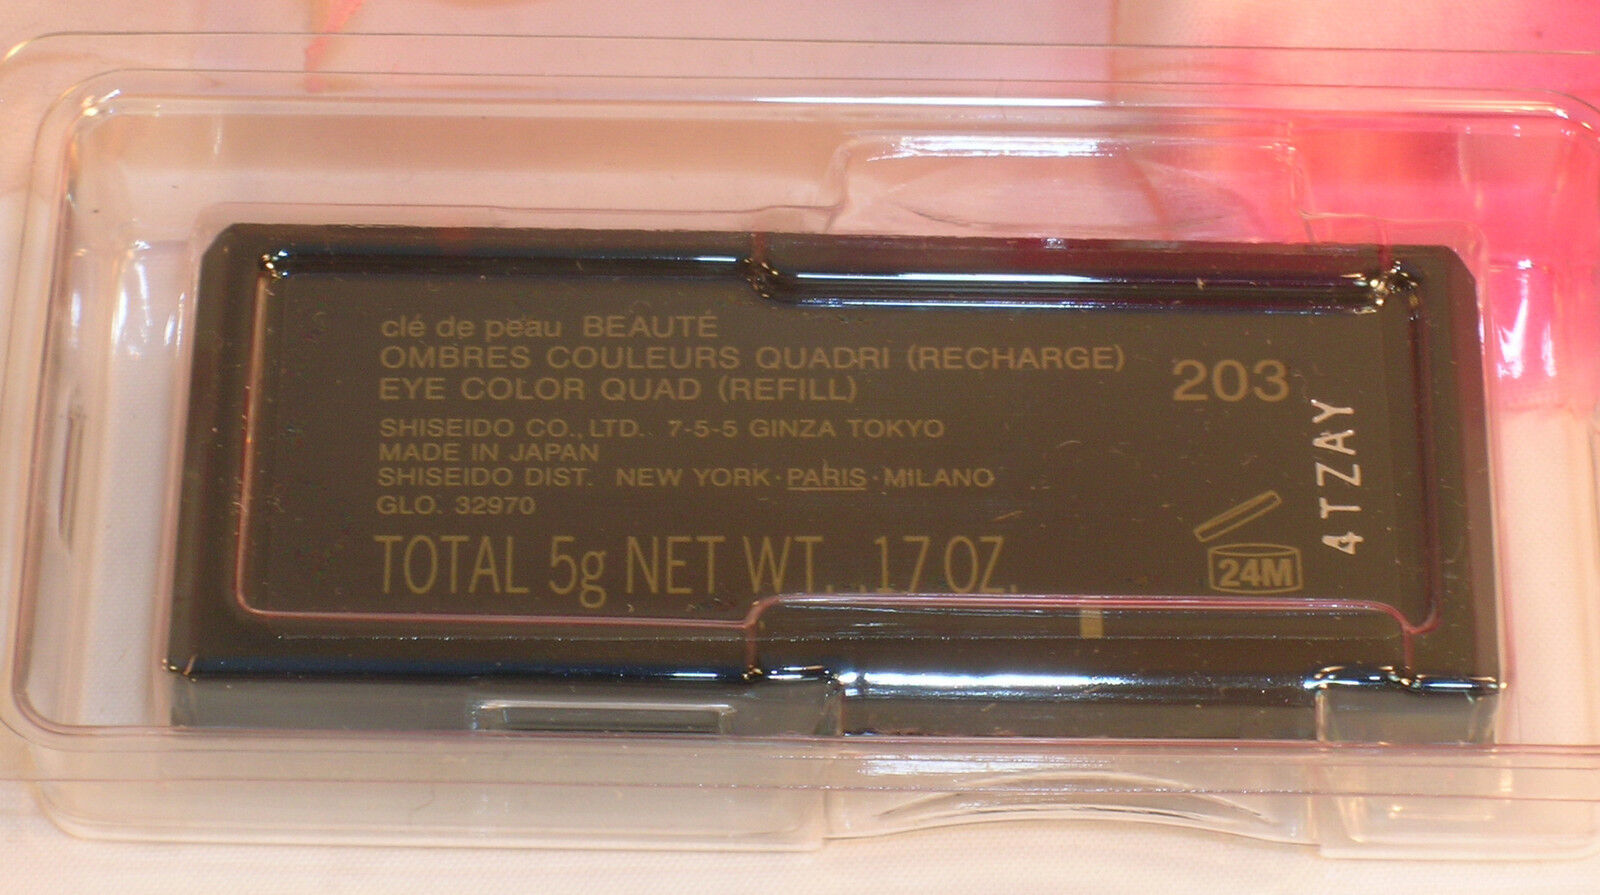 clé de peau BEAUTÉ
OMBRES COULEURS QUADRI (RECHARGE)
EYE COLOR QUAD (REFILL)
203
SHISEIDO CO., LTD. 7-5-5 GINZA TOKYO
MADE IN JAPAN
SHISEIDO DIST. NEW YORK·PARIS·MILANO
GLO. 32970
TOTAL 5g NET WT. .17 OZ.
24M
4TZAY